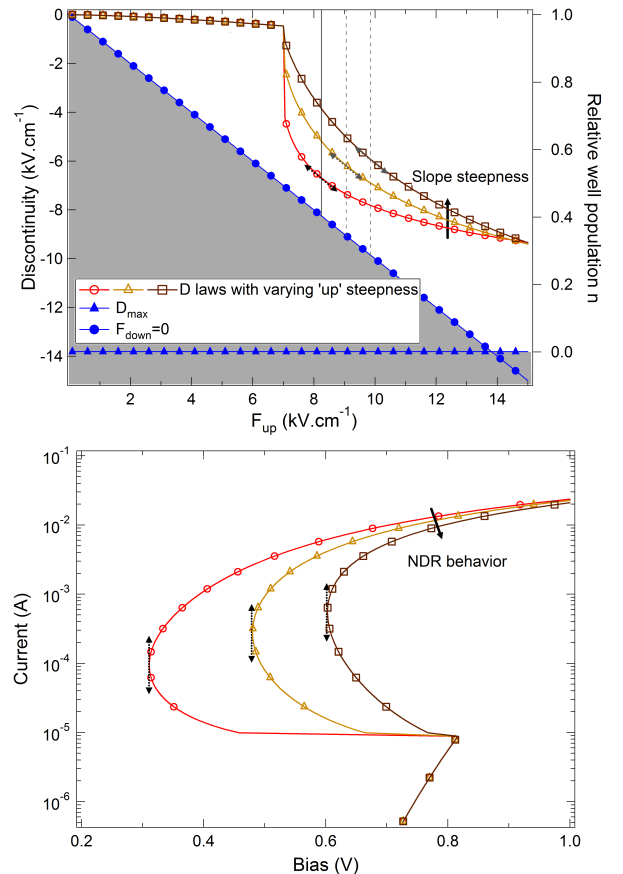 0
-2
-4
-6
-8
-10
-12
-14
Discontinuity (kV.cm⁻¹)
1.0
0.8
0.6
0.4
0.2
0.0
Relative well population n
Slope steepness
D laws with varying 'up' steepness
Dmax
Fdown=0
2 4 6 8 10 12 14
Fup (kV.cm⁻¹)
10⁻¹
10⁻²
10⁻³
10⁻⁴
10⁻⁵
10⁻⁶
Current (A)
NDR behavior
0.2 0.4 0.6 0.8 1.0
Bias (V)